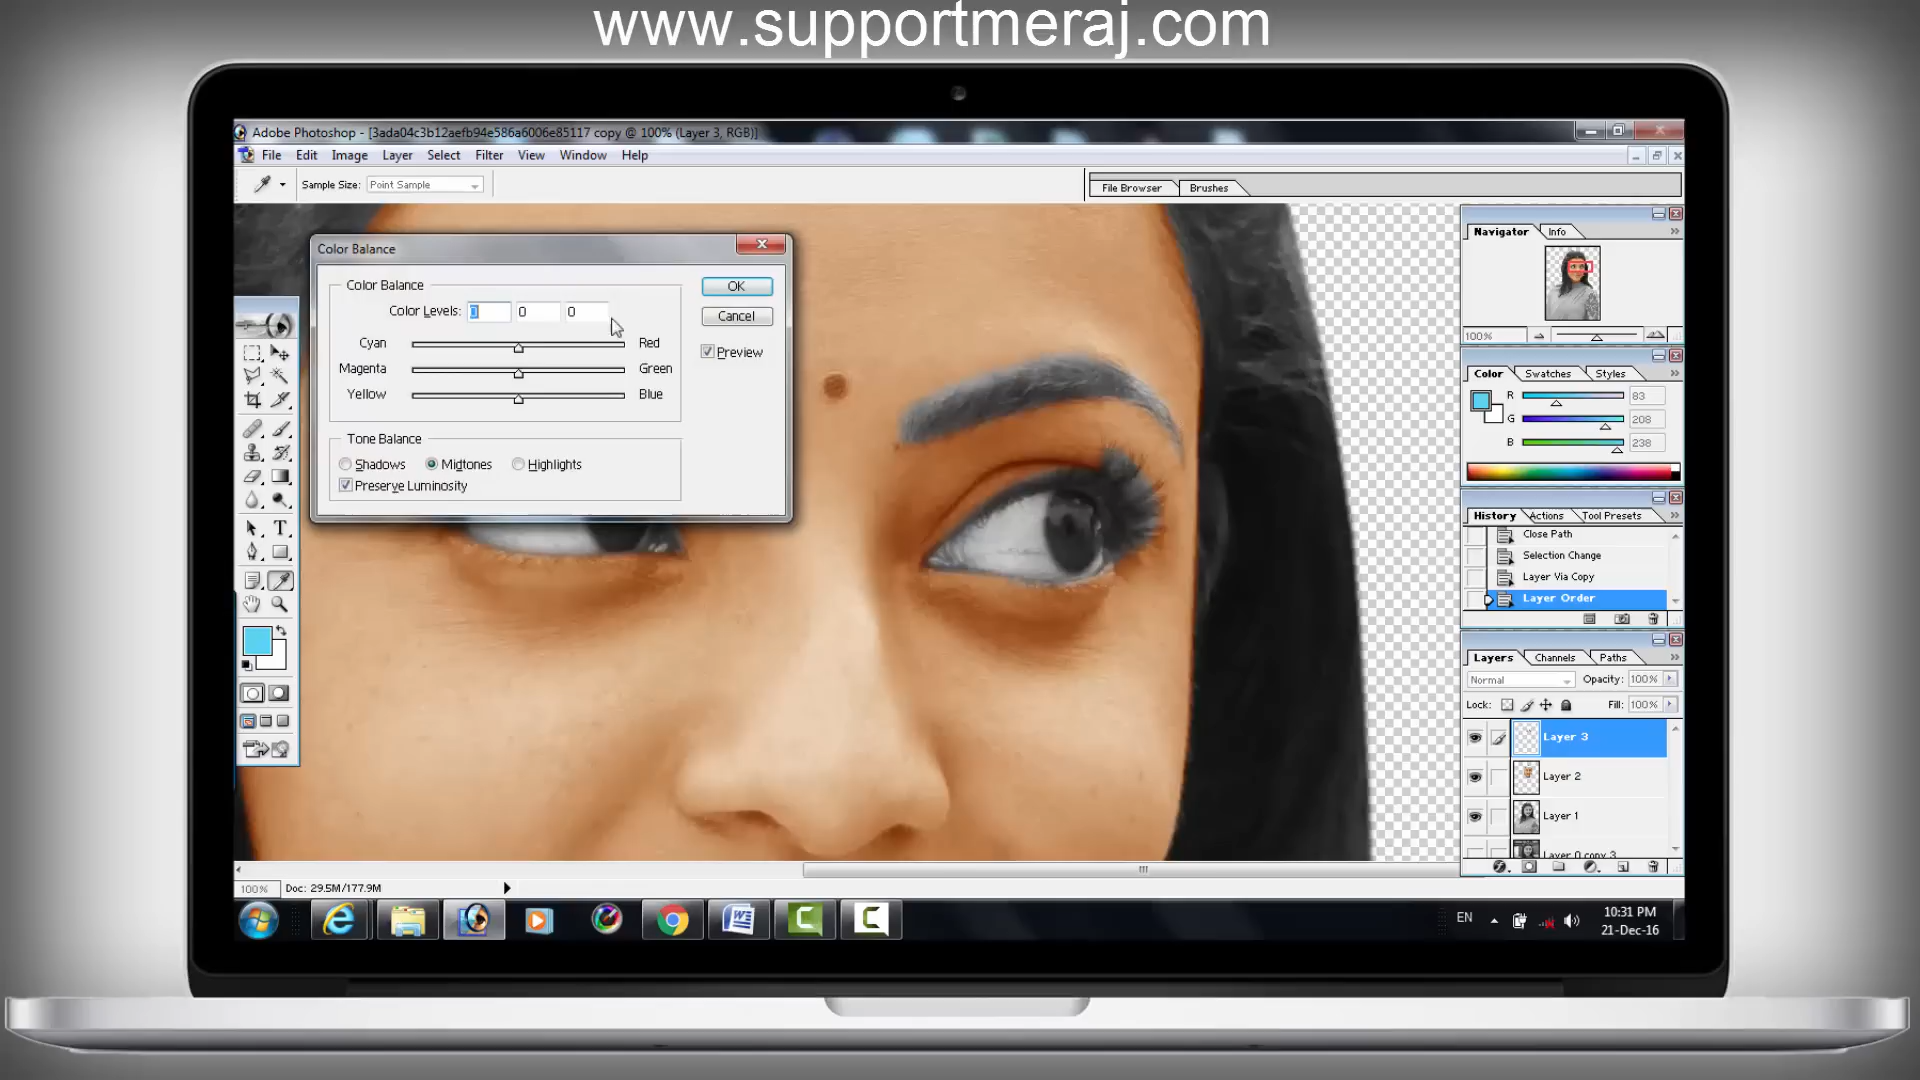 www.supportmeraj.com
Adobe Photoshop - [3ada04c3b12aefb94e586a6006e85117 copy @ 100% (Layer 3, RGB)]
File Edit Image Layer Select Filter View Window Help
Sample Size: Point Sample
File Browser Brushes
Color Balance
Color Balance
Color Levels: 0 0 0
Cyan Red
Magenta Green
Yellow Blue
Tone Balance
Shadows Midtones Highlights
Preserve Luminosity
OK
Cancel
Preview
Navigator Info
100%
Color Swatches Styles
R 83
G 208
B 238
History Actions Tool Presets
Close Path
Selection Change
Layer Via Copy
Layer Order
Layers Channels Paths
Normal Opacity: 100%
Lock: Fill: 100%
Layer 3
Layer 2
Layer 1
Layer 0 copy 3
100% Doc: 29.5M/177.9M
EN
10:31 PM
21-Dec-16